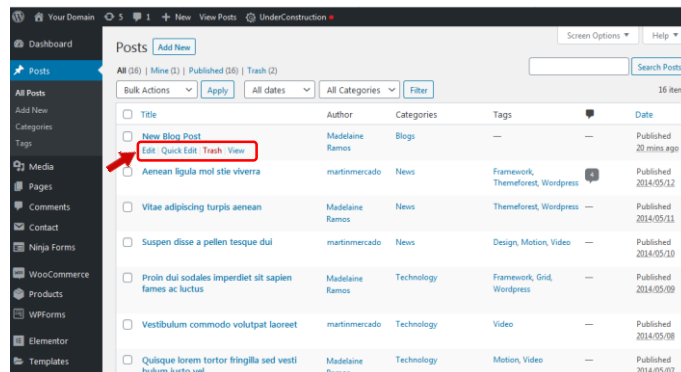 Your Domain 5 1 + New View Posts UnderConstruction
Dashboard
Posts
All Posts
Add New
Categories
Tags
Media
Pages
Comments
Contact
Ninja Forms
WooCommerce
Products
WPForms
Elementor
Templates
Screen Options ▼ Help ▼
Posts Add New
All (16) | Mine (1) | Published (16) | Trash (2)
Search Posts
Bulk Actions Apply All dates All Categories Filter 16 item
Title Author Categories Tags Date
New Blog Post Madelaine Ramos Blogs — — Published
Edit Quick Edit Trash View 20 mins ago
Aenean ligula mol stie viverra martinmercado News Framework, 4 Published
Themeforest, Wordpress 2014/05/12
Vitae adipiscing turpis aenean Madelaine News Themeforest, Wordpress — Published
Ramos 2014/05/11
Suspen disse a pellen tesque dui martinmercado News Design, Motion, Video — Published
2014/05/10
Proin dui sodales imperdiet sit sapien Madelaine Technology Framework, Grid, — Published
fames ac luctus Ramos Wordpress 2014/05/09
Vestibulum commodo volutpat laoreet martinmercado Technology Video — Published
2014/05/08
Quisque lorem tortor fringilla sed vesti Madelaine Technology Motion, Video — Published
bulum justo vel Ramos 2014/05/07